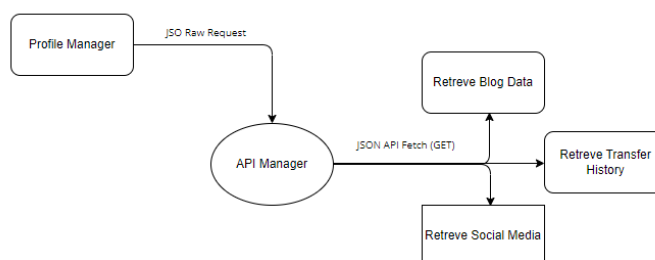 JSO Raw Request
Profile Manager
Retreve Blog Data
JSON API Fetch (GET)
API Manager
Retreve Transfer
History
Retreve Social Media